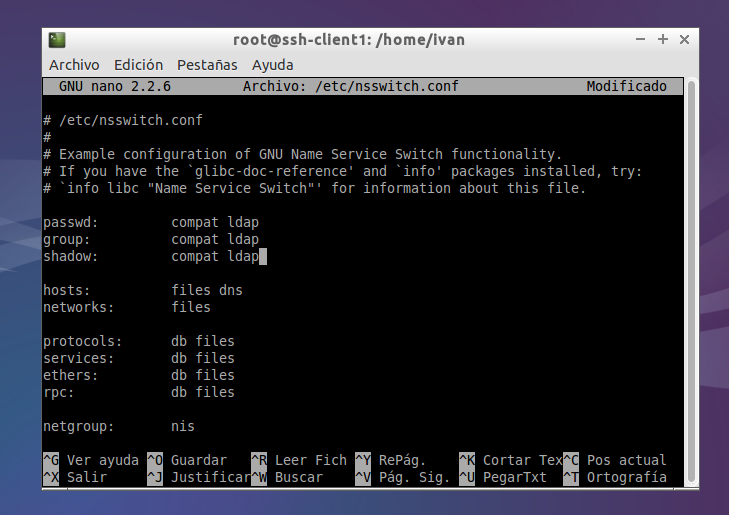 root@ssh-client1: /home/ivan
Archivo Edición Pestañas Ayuda
GNU nano 2.2.6 Archivo: /etc/nsswitch.conf Modificado
# /etc/nsswitch.conf
#
# Example configuration of GNU Name Service Switch functionality.
# If you have the `glibc-doc-reference' and `info' packages installed, try:
# `info libc "Name Service Switch"' for information about this file.
passwd: compat ldap
group: compat ldap
shadow: compat ldap
hosts: files dns
networks: files
protocols: db files
services: db files
ethers: db files
rpc: db files
netgroup: nis
^G Ver ayuda ^O Guardar ^R Leer Fich ^Y RePág. ^K Cortar Tex ^C Pos actual
^X Salir ^J Justificar ^W Buscar ^V Pág. Sig. ^U PegarTxt ^T Ortografía